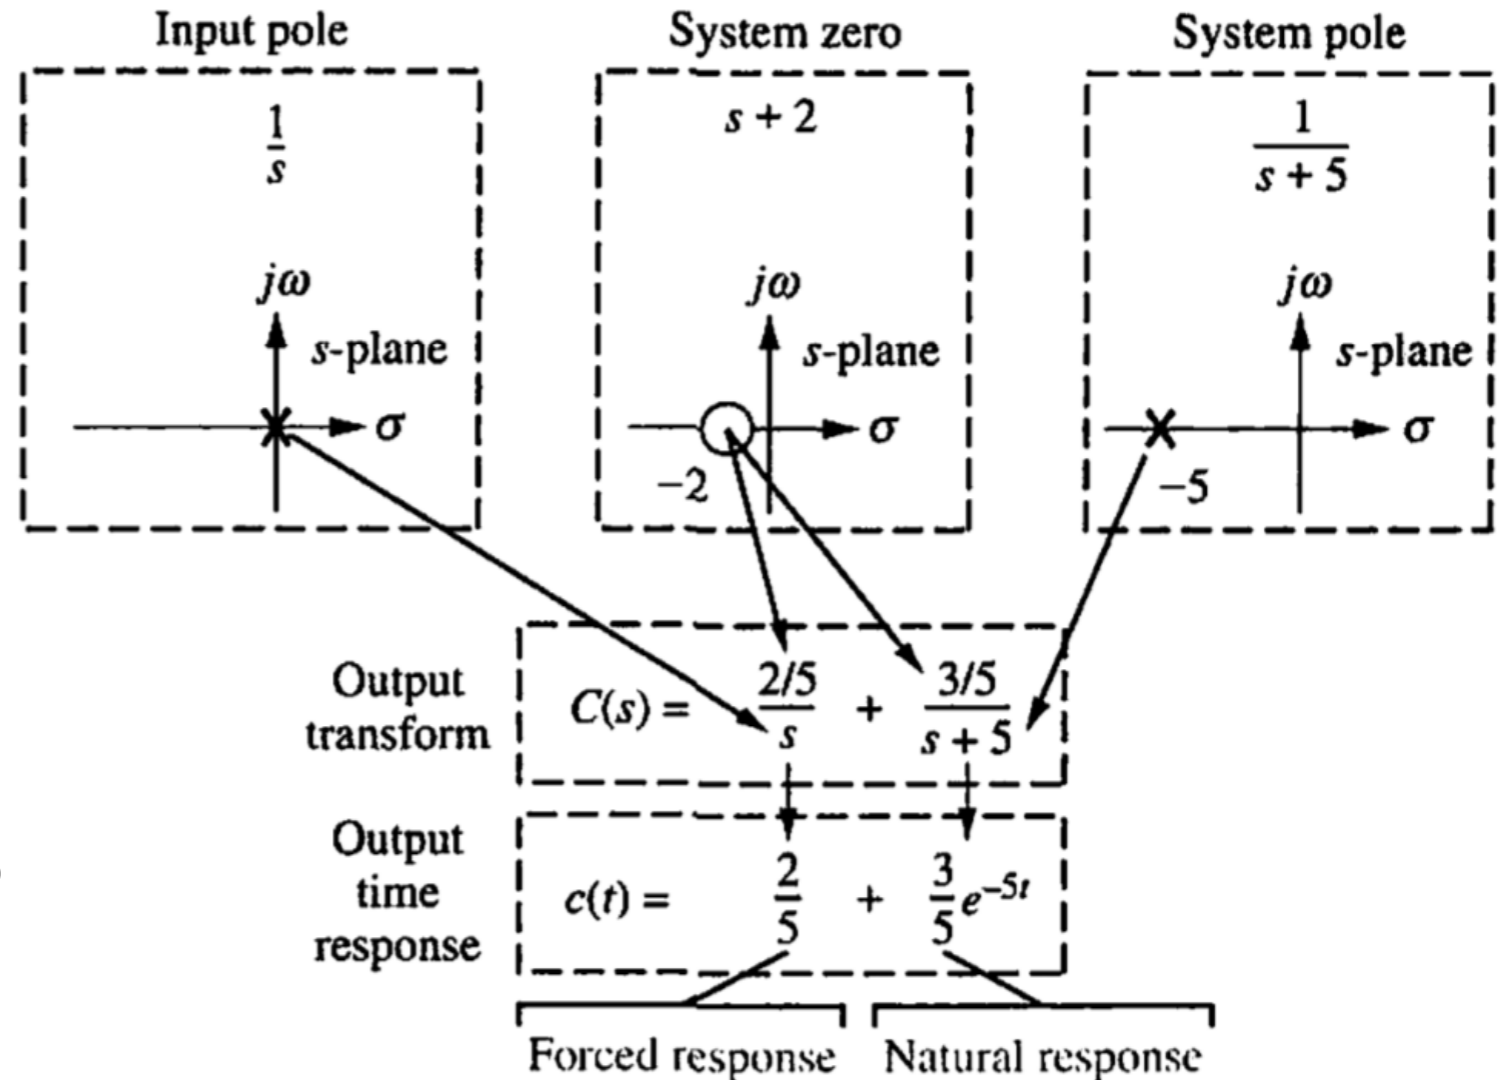 Input pole
System zero
System pole
1/s
s + 2
1/(s + 5)
jω
s-plane
σ
jω
s-plane
σ
−2
jω
s-plane
σ
−5
Output transform
C(s) = (2/5)/s + (3/5)/(s + 5)
Output time response
c(t) = 2/5 + 3/5 e^−5t
Forced response
Natural response